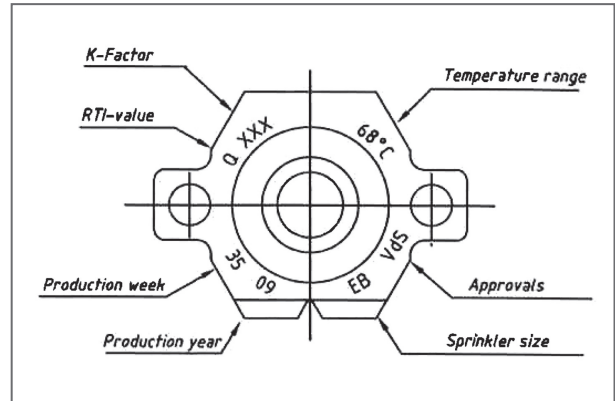 K-Factor
Temperature range
RTI-value
Q XXX
68°C
35
09
EB
VdS
Production week
Approvals
Production year
Sprinkler size